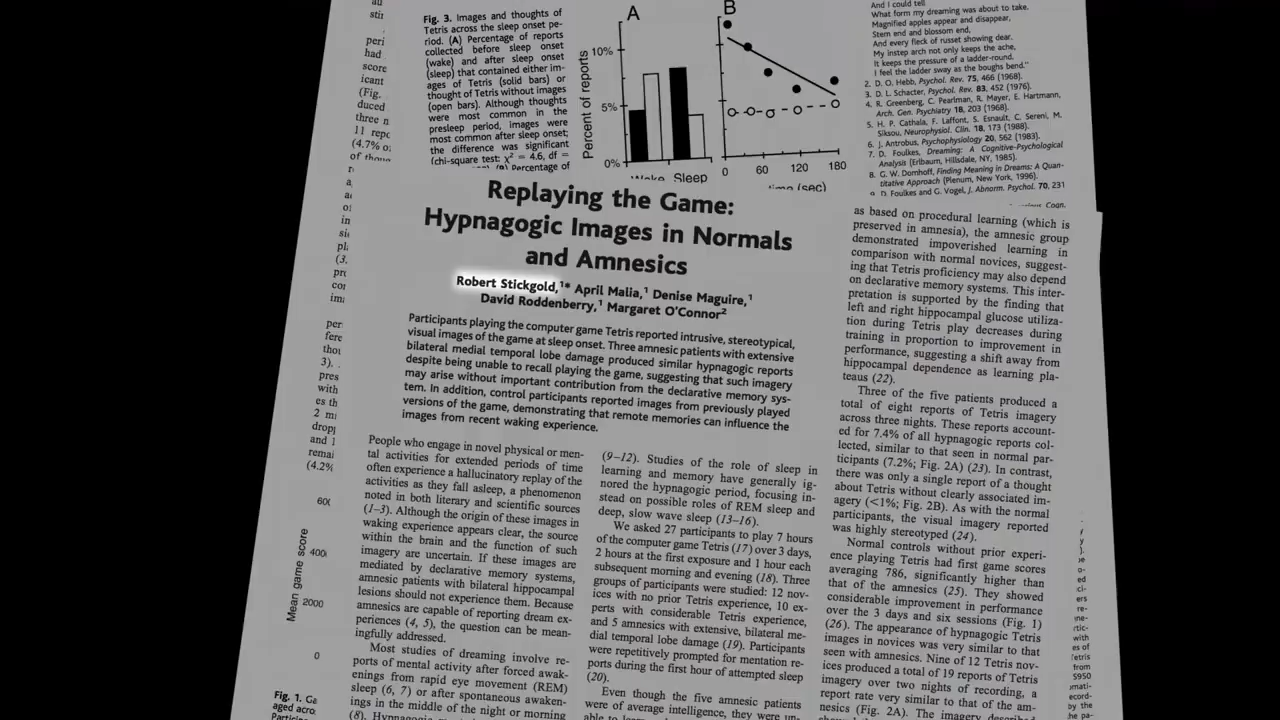 Fig. 3. Images and thoughts of
Tetris across the sleep onset pe-
riod. (A) Percentage of reports
collected before sleep onset
(wake) and after sleep onset
(sleep) that contained either im-
ages of Tetris (solid bars) or
thought of Tetris without images
(open bars). Although thoughts
were most common in the
presleep period, images were
most common after sleep onset;
the difference was significant
(chi-square test: χ² = 4.6, df =
Percentage of
A
Percent of reports
10%
5%
0%
Wake Sleep
B
0 60 120 180
time (sec)
And I could tell
What form my dreaming was about to take.
Magnified apples appear and disappear,
Stem end and blossom end,
And every fleck of russet showing dear.
My instep arch not only keeps the ache,
It keeps the pressure of a ladder-round.
I feel the ladder sway as the boughs bend."
2. D. O. Hebb, Psychol. Rev. 75, 466 (1968).
3. D. L. Schacter, Psychol. Rev. 83, 452 (1976).
4. R. Greenberg, C. Pearlman, R. Mayer, E. Hartmann,
Arch. Gen. Psychiatry 18, 203 (1968).
5. H. P. Cathala, F. Laffont, S. Esnault, C. Sereni, M.
Siksou, Neurophysiol. Clin. 18, 173 (1988).
6. J. Antrobus, Psychophysiology 20, 562 (1983).
7. D. Foulkes, Dreaming: A Cognitive-Psychological
Analysis (Erlbaum, Hillsdale, NY, 1985).
8. G. W. Domhoff, Finding Meaning in Dreams: A Quan-
titative Approach (Plenum, New York, 1996).
9. D. Foulkes and G. Vogel, J. Abnorm. Psychol. 70, 231
Replaying the Game:
Hypnagogic Images in Normals
and Amnesics
Robert Stickgold,¹* April Malia,¹ Denise Maguire,¹
David Roddenberry,¹ Margaret O'Connor²
Participants playing the computer game Tetris reported intrusive, stereotypical,
visual images of the game at sleep onset. Three amnesic patients with extensive
bilateral medial temporal lobe damage produced similar hypnagogic reports
despite being unable to recall playing the game, suggesting that such imagery
may arise without important contribution from the declarative memory sys-
tem. In addition, control participants reported images from previously played
versions of the game, demonstrating that remote memories can influence the
images from recent waking experience.
People who engage in novel physical or men-
tal activities for extended periods of time
often experience a hallucinatory replay of the
activities as they fall asleep, a phenomenon
noted in both literary and scientific sources
(1–3). Although the origin of these images in
waking experience appears clear, the source
within the brain and the function of such
imagery are uncertain. If these images are
mediated by declarative memory systems,
amnesic patients with bilateral hippocampal
lesions should not experience them. Because
amnesics are capable of reporting dream ex-
periences (4, 5), the question can be mean-
ingfully addressed.
Most studies of dreaming involve re-
ports of mental activity after forced awak-
enings from rapid eye movement (REM)
sleep (6, 7) or after spontaneous awaken-
ings in the middle of the night or morning
(8). Hypnagogic
(9–12). Studies of the role of sleep in
learning and memory have generally ig-
nored the hypnagogic period, focusing in-
stead on possible roles of REM sleep and
deep, slow wave sleep (13–16).
We asked 27 participants to play 7 hours
of the computer game Tetris (17) over 3 days,
2 hours at the first exposure and 1 hour each
subsequent morning and evening (18). Three
groups of participants were studied: 12 nov-
ices with no prior Tetris experience, 10 ex-
perts with considerable Tetris experience,
and 5 amnesics with extensive, bilateral me-
dial temporal lobe damage (19). Participants
were repetitively prompted for mentation re-
ports during the first hour of attempted sleep
(20).
Even though the five amnesic patients
were of average intelligence, they were un-
as based on procedural learning (which is
preserved in amnesia), the amnesic group
demonstrated impoverished learning in
comparison with normal novices, suggest-
ing that Tetris proficiency may also depend
on declarative memory systems. This inter-
pretation is supported by the finding that
left and right hippocampal glucose utiliza-
tion during Tetris play decreases during
training in proportion to improvement in
performance, suggesting a shift away from
hippocampal dependence as learning pla-
teaus (22).
Three of the five patients produced a
total of eight reports of Tetris imagery
across three nights. These reports account-
ed for 7.4% of all hypnagogic reports col-
lected, similar to that seen in normal par-
ticipants (7.2%; Fig. 2A) (23). In contrast,
there was only a single report of a thought
about Tetris without clearly associated im-
agery (<1%; Fig. 2B). As with the normal
participants, the visual imagery reported
was highly stereotyped (24).
Normal controls without prior experi-
ence playing Tetris had first game scores
averaging 786, significantly higher than
that of the amnesics (25). They showed
considerable improvement in performance
over the 3 days and six sessions (Fig. 1)
(26). The appearance of hypnagogic Tetris
images in novices was very similar to that
seen with amnesics. Nine of 12 Tetris nov-
ices produced a total of 19 reports of Tetris
imagery over two nights of recording, a
report rate very similar to that of the am-
nesics (Fig. 2A). The imagery described
Mean game score
2000
0
Fig. 1.